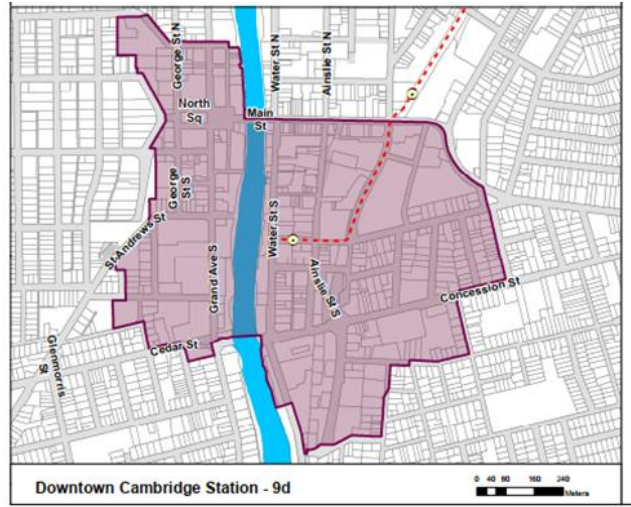 George St N
Water St N
Ainslie St N
North
Sq
Main
St
George
St S
Water St S
St Andrews St
Grand Ave S
Ainslie St S
Concession St
Cedar St
Glenmorris
St
Downtown Cambridge Station - 9d
0 40 80 160 240
Meters